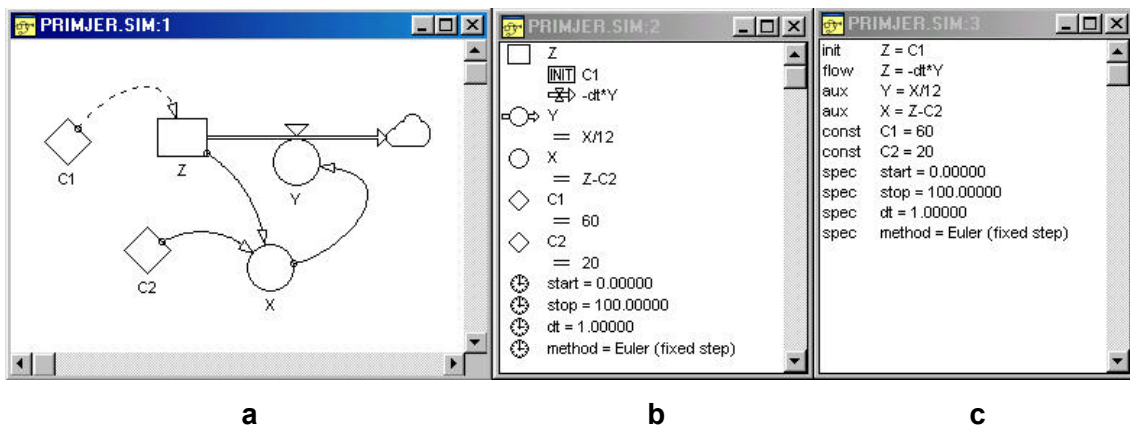 PRIMJER.SIM:1
C1
Z
Y
C2
X
PRIMJER.SIM:2
Z
INIT C1
-dt*Y
Y
= X/12
X
= Z-C2
C1
= 60
C2
= 20
start = 0.00000
stop = 100.00000
dt = 1.00000
method = Euler (fixed step)
PRIMJER.SIM:3
init Z = C1
flow Z = -dt*Y
aux Y = X/12
aux X = Z-C2
const C1 = 60
const C2 = 20
spec start = 0.00000
spec stop = 100.00000
spec dt = 1.00000
spec method = Euler (fixed step)
a b c